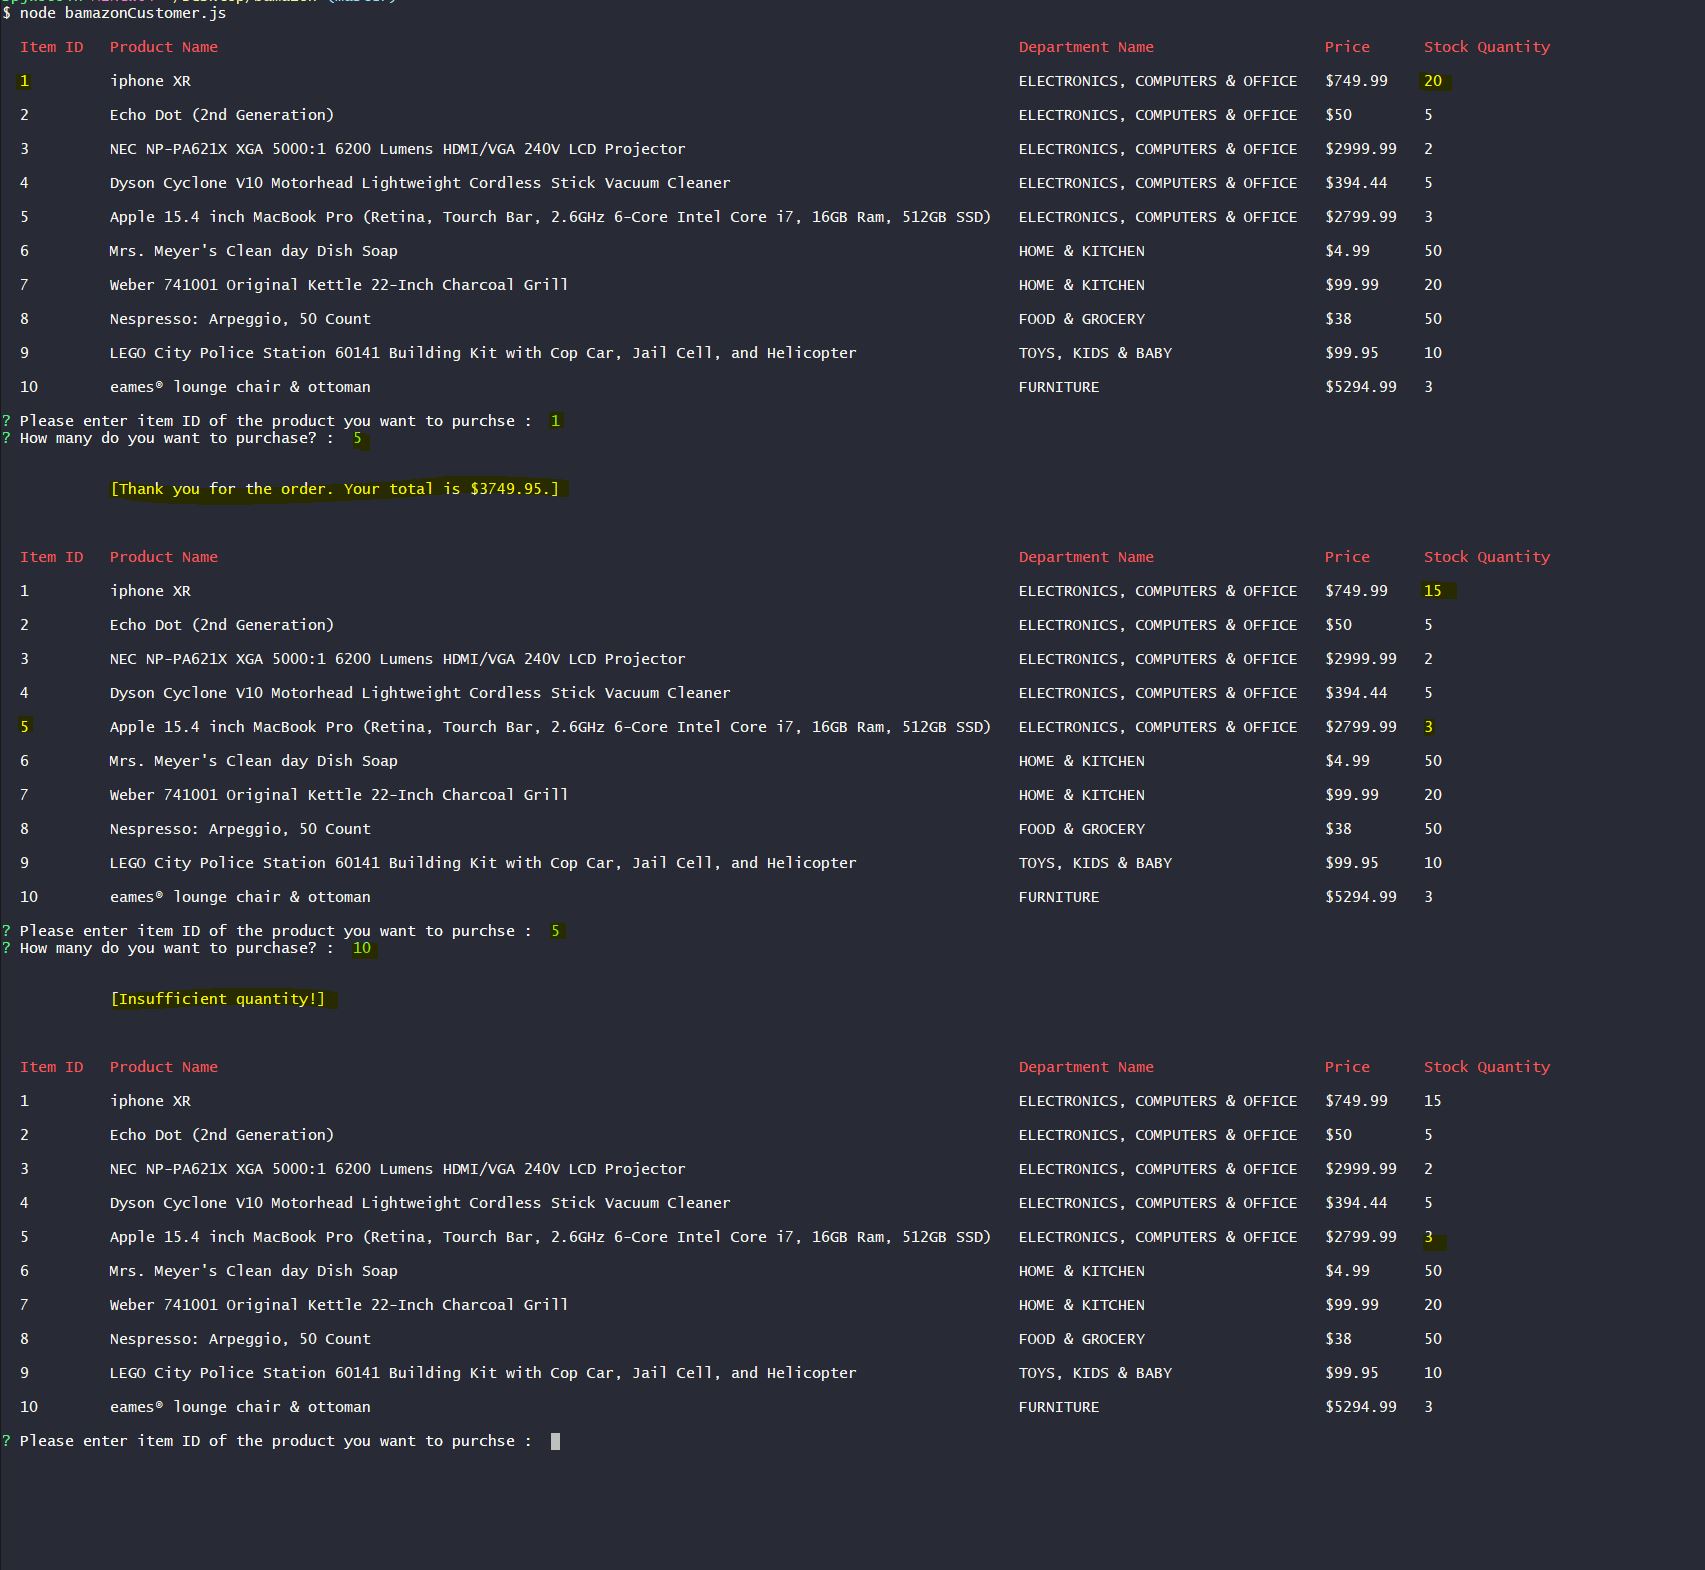 $ node bamazonCustomer.js
Item ID Product Name Department Name Price Stock Quantity
1 iphone XR ELECTRONICS, COMPUTERS & OFFICE $749.99 20
2 Echo Dot (2nd Generation) ELECTRONICS, COMPUTERS & OFFICE $50 5
3 NEC NP-PA621X XGA 5000:1 6200 Lumens HDMI/VGA 240V LCD Projector ELECTRONICS, COMPUTERS & OFFICE $2999.99 2
4 Dyson Cyclone V10 Motorhead Lightweight Cordless Stick Vacuum Cleaner ELECTRONICS, COMPUTERS & OFFICE $394.44 5
5 Apple 15.4 inch MacBook Pro (Retina, Tourch Bar, 2.6GHz 6-Core Intel Core i7, 16GB Ram, 512GB SSD) ELECTRONICS, COMPUTERS & OFFICE $2799.99 3
6 Mrs. Meyer's Clean day Dish Soap HOME & KITCHEN $4.99 50
7 Weber 741001 Original Kettle 22-Inch Charcoal Grill HOME & KITCHEN $99.99 20
8 Nespresso: Arpeggio, 50 Count FOOD & GROCERY $38 50
9 LEGO City Police Station 60141 Building Kit with Cop Car, Jail Cell, and Helicopter TOYS, KIDS & BABY $99.95 10
10 eames® lounge chair & ottoman FURNITURE $5294.99 3
? Please enter item ID of the product you want to purchse : 1
? How many do you want to purchase? : 5
[Thank you for the order. Your total is $3749.95.]
Item ID Product Name Department Name Price Stock Quantity
1 iphone XR ELECTRONICS, COMPUTERS & OFFICE $749.99 15
2 Echo Dot (2nd Generation) ELECTRONICS, COMPUTERS & OFFICE $50 5
3 NEC NP-PA621X XGA 5000:1 6200 Lumens HDMI/VGA 240V LCD Projector ELECTRONICS, COMPUTERS & OFFICE $2999.99 2
4 Dyson Cyclone V10 Motorhead Lightweight Cordless Stick Vacuum Cleaner ELECTRONICS, COMPUTERS & OFFICE $394.44 5
5 Apple 15.4 inch MacBook Pro (Retina, Tourch Bar, 2.6GHz 6-Core Intel Core i7, 16GB Ram, 512GB SSD) ELECTRONICS, COMPUTERS & OFFICE $2799.99 3
6 Mrs. Meyer's Clean day Dish Soap HOME & KITCHEN $4.99 50
7 Weber 741001 Original Kettle 22-Inch Charcoal Grill HOME & KITCHEN $99.99 20
8 Nespresso: Arpeggio, 50 Count FOOD & GROCERY $38 50
9 LEGO City Police Station 60141 Building Kit with Cop Car, Jail Cell, and Helicopter TOYS, KIDS & BABY $99.95 10
10 eames® lounge chair & ottoman FURNITURE $5294.99 3
? Please enter item ID of the product you want to purchse : 5
? How many do you want to purchase? : 10
[Insufficient quantity!]
Item ID Product Name Department Name Price Stock Quantity
1 iphone XR ELECTRONICS, COMPUTERS & OFFICE $749.99 15
2 Echo Dot (2nd Generation) ELECTRONICS, COMPUTERS & OFFICE $50 5
3 NEC NP-PA621X XGA 5000:1 6200 Lumens HDMI/VGA 240V LCD Projector ELECTRONICS, COMPUTERS & OFFICE $2999.99 2
4 Dyson Cyclone V10 Motorhead Lightweight Cordless Stick Vacuum Cleaner ELECTRONICS, COMPUTERS & OFFICE $394.44 5
5 Apple 15.4 inch MacBook Pro (Retina, Tourch Bar, 2.6GHz 6-Core Intel Core i7, 16GB Ram, 512GB SSD) ELECTRONICS, COMPUTERS & OFFICE $2799.99 3
6 Mrs. Meyer's Clean day Dish Soap HOME & KITCHEN $4.99 50
7 Weber 741001 Original Kettle 22-Inch Charcoal Grill HOME & KITCHEN $99.99 20
8 Nespresso: Arpeggio, 50 Count FOOD & GROCERY $38 50
9 LEGO City Police Station 60141 Building Kit with Cop Car, Jail Cell, and Helicopter TOYS, KIDS & BABY $99.95 10
10 eames® lounge chair & ottoman FURNITURE $5294.99 3
? Please enter item ID of the product you want to purchse :